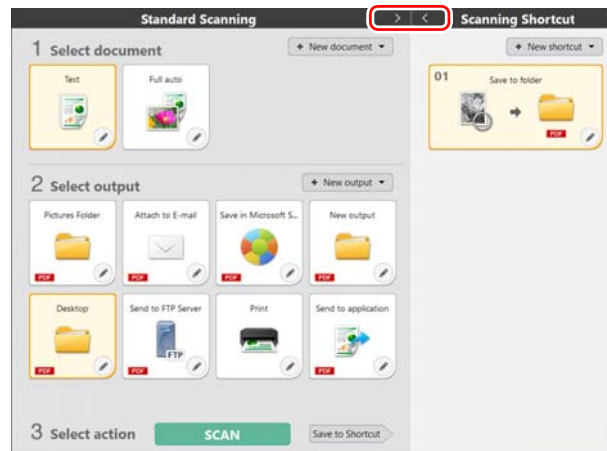 Standard Scanning
> <
Scanning Shortcut
1 Select document
+ New document
Text
Full auto
2 Select output
+ New output
Pictures Folder
Attach to E-mail
Save in Microsoft S...
New output
PDF
PDF
PDF
PDF
Desktop
Send to FTP Server
Print
Send to application
FTP
PDF
PDF
PDF
3 Select action
SCAN
Save to Shortcut
+ New shortcut
01
Save to folder
PDF